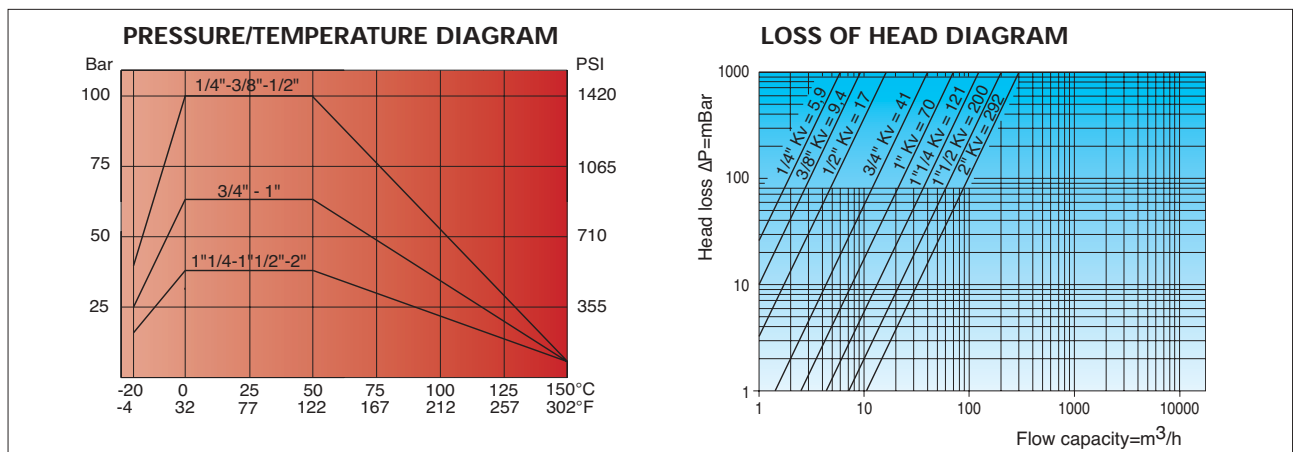 PRESSURE/TEMPERATURE DIAGRAM
Bar
PSI
100
75
50
25
1420
1065
710
355
1/4"-3/8"-1/2"
3/4" - 1"
1"1/4-1"1/2"-2"
-20 0 25 50 75 100 125 150°C
-4 32 77 122 167 212 257 302°F
LOSS OF HEAD DIAGRAM
Head loss ΔP=mBar
1000
100
10
1
1/4" Kv = 5,9
3/8" Kv = 9,4
1/2" Kv = 17
3/4" Kv = 41
1" Kv = 70
1"1/4 Kv = 121
1"1/2 Kv = 200
2" Kv = 292
1 10 100 1000 10000
Flow capacity=m³/h